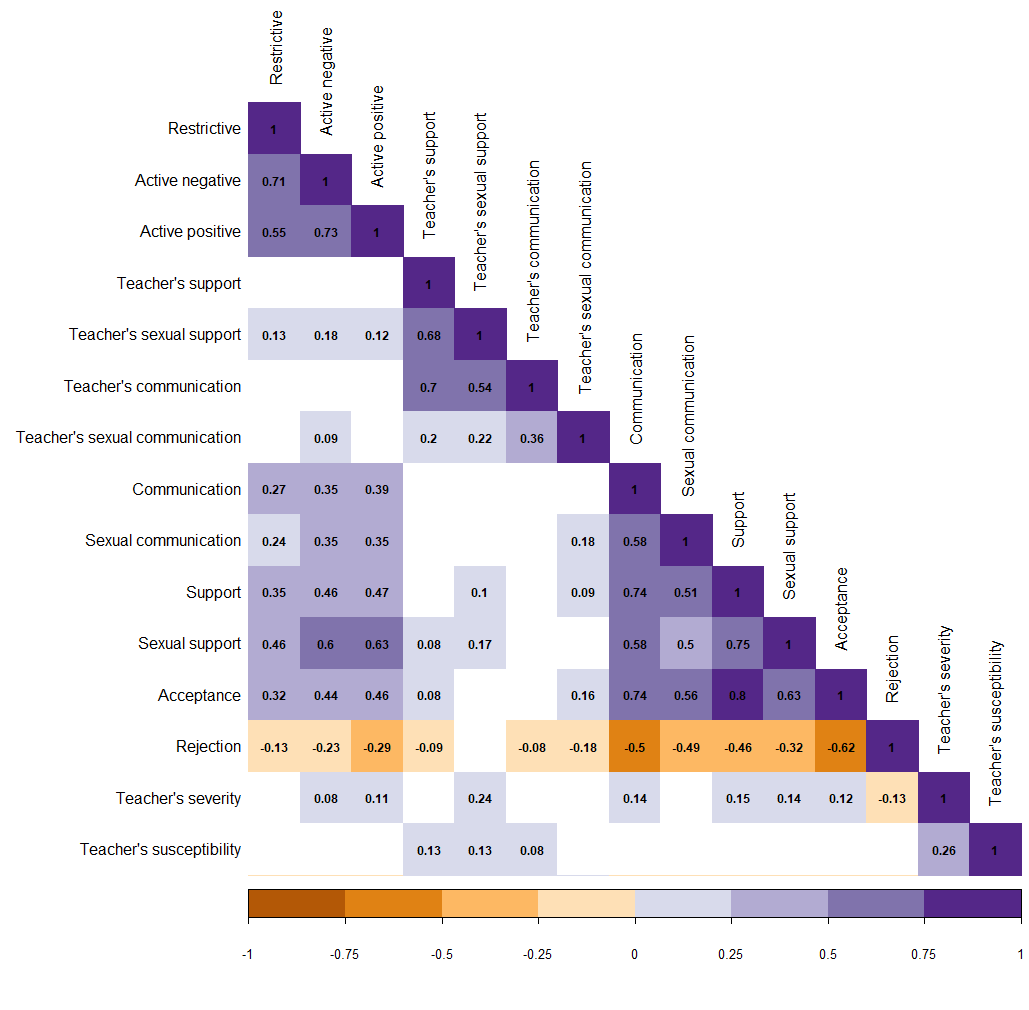 Restrictive
Active negative
Active positive
Teacher's support
Teacher's sexual support
Teacher's communication
Teacher's sexual communication
Communication
Sexual communication
Support
Sexual support
Acceptance
Rejection
Teacher's severity
Teacher's susceptibility
Restrictive 1
Active negative 0.71 1
Active positive 0.55 0.73 1
Teacher's support 1
Teacher's sexual support 0.13 0.18 0.12 0.68 1
Teacher's communication 0.7 0.54 1
Teacher's sexual communication 0.09 0.2 0.22 0.36 1
Communication 0.27 0.35 0.39 1
Sexual communication 0.24 0.35 0.35 0.18 0.58 1
Support 0.35 0.46 0.47 0.1 0.09 0.74 0.51 1
Sexual support 0.46 0.6 0.63 0.08 0.17 0.58 0.5 0.75 1
Acceptance 0.32 0.44 0.46 0.08 0.16 0.74 0.56 0.8 0.63 1
Rejection -0.13 -0.23 -0.29 -0.09 -0.08 -0.18 -0.5 -0.49 -0.46 -0.32 -0.62 1
Teacher's severity 0.08 0.11 0.24 0.14 0.15 0.14 0.12 -0.13 1
Teacher's susceptibility 0.13 0.13 0.08 0.26 1
-1 -0.75 -0.5 -0.25 0 0.25 0.5 0.75 1